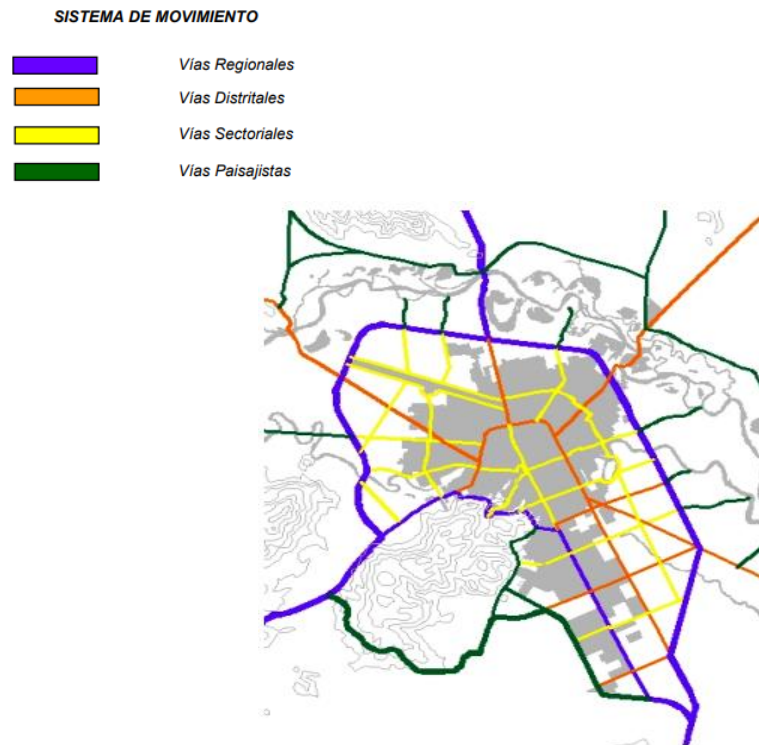 SISTEMA DE MOVIMIENTO
Vías Regionales
Vías Distritales
Vías Sectoriales
Vías Paisajistas